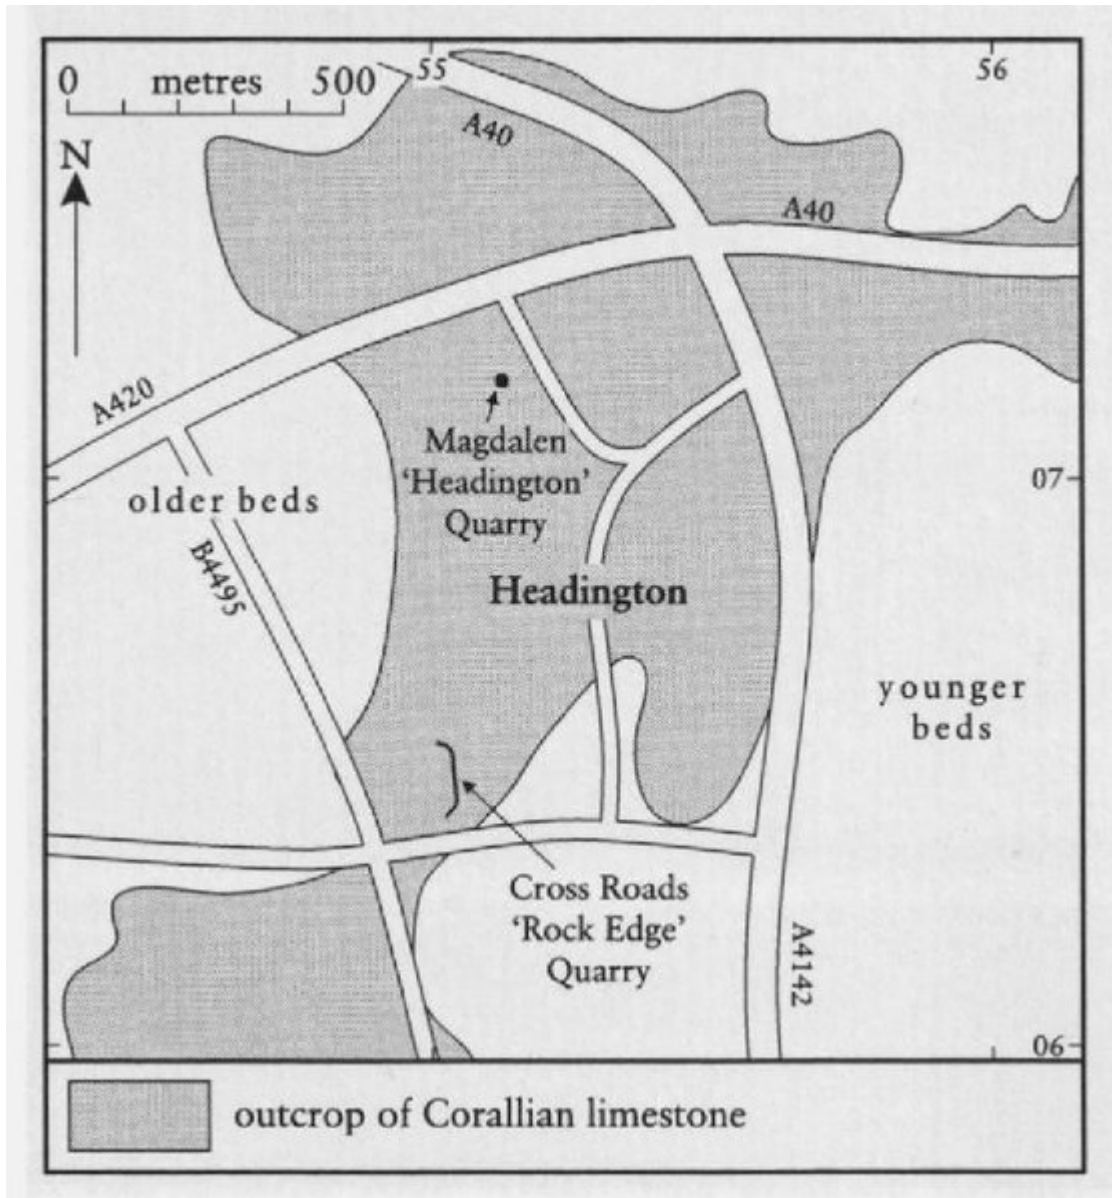 0 metres 500
55
56
N
A40
A40
A420
Magdalen
‘Headington’
Quarry
07
older beds
B4495
Headington
younger
beds
Cross Roads
‘Rock Edge’
Quarry
A4142
06
outcrop of Corallian limestone